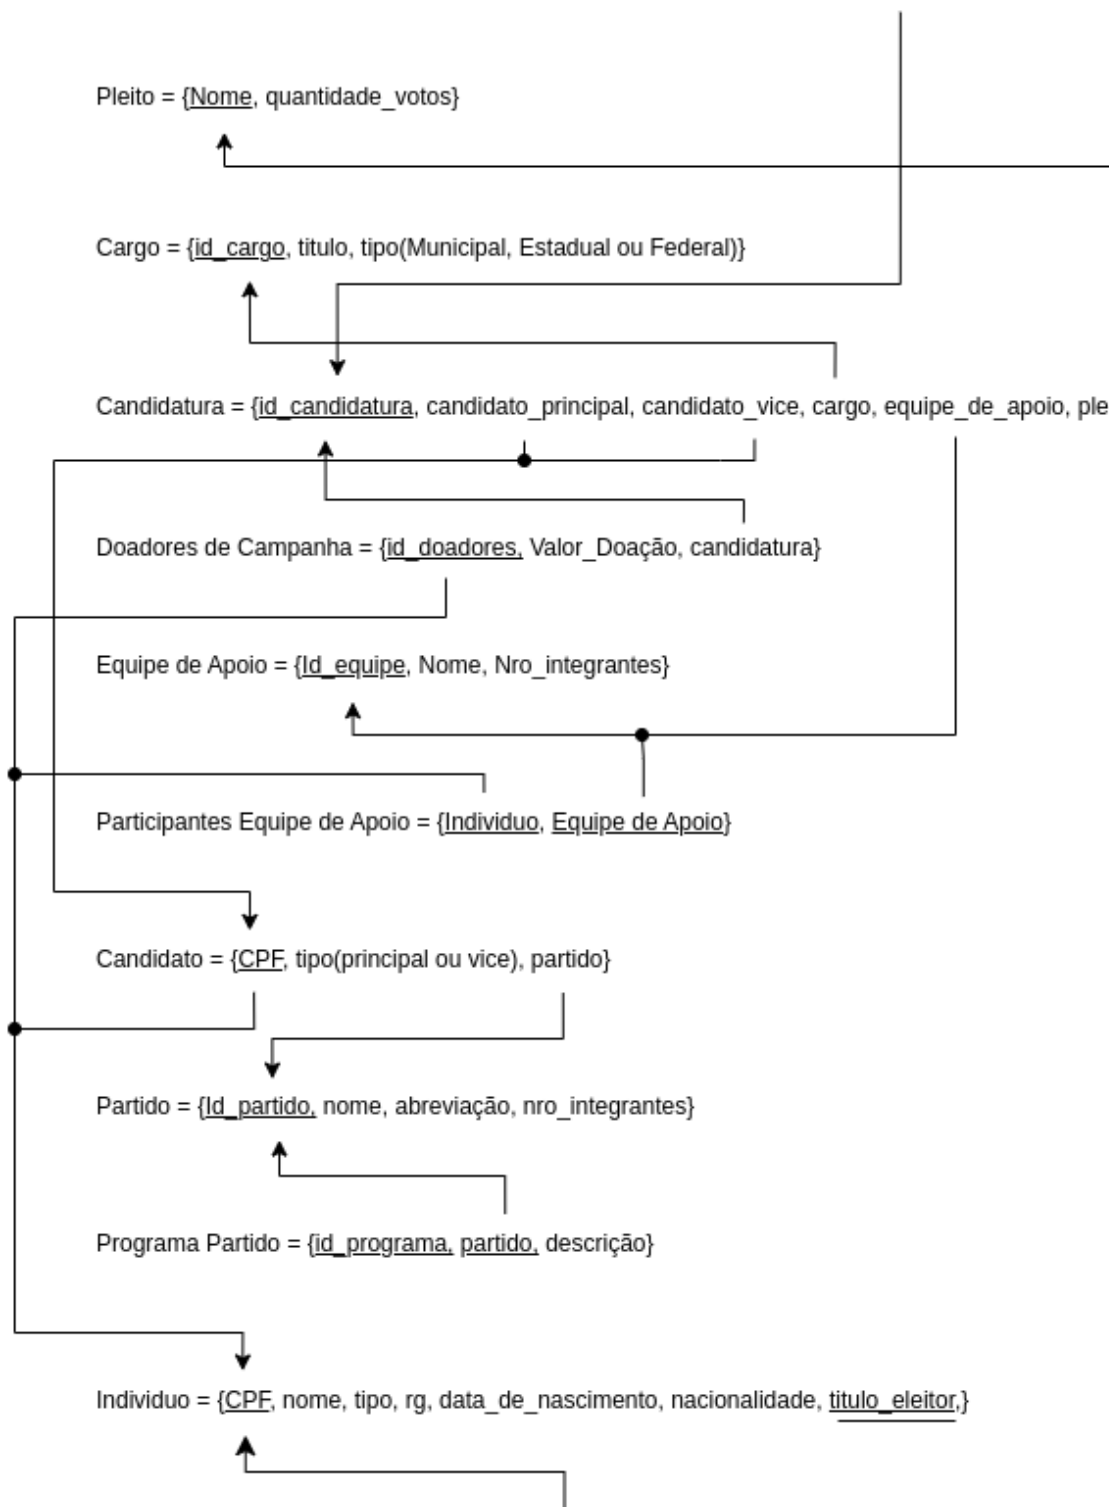 Pleito = {Nome, quantidade_votos}
Cargo = {id_cargo, titulo, tipo(Municipal, Estadual ou Federal)}
Candidatura = {id_candidatura, candidato_principal, candidato_vice, cargo, equipe_de_apoio, ple
Doadores de Campanha = {id_doadores, Valor_Doação, candidatura}
Equipe de Apoio = {Id_equipe, Nome, Nro_integrantes}
Participantes Equipe de Apoio = {Individuo, Equipe de Apoio}
Candidato = {CPF, tipo(principal ou vice), partido}
Partido = {Id_partido, nome, abreviação, nro_integrantes}
Programa Partido = {id_programa, partido, descrição}
Individuo = {CPF, nome, tipo, rg, data_de_nascimento, nacionalidade, titulo_eleitor,}